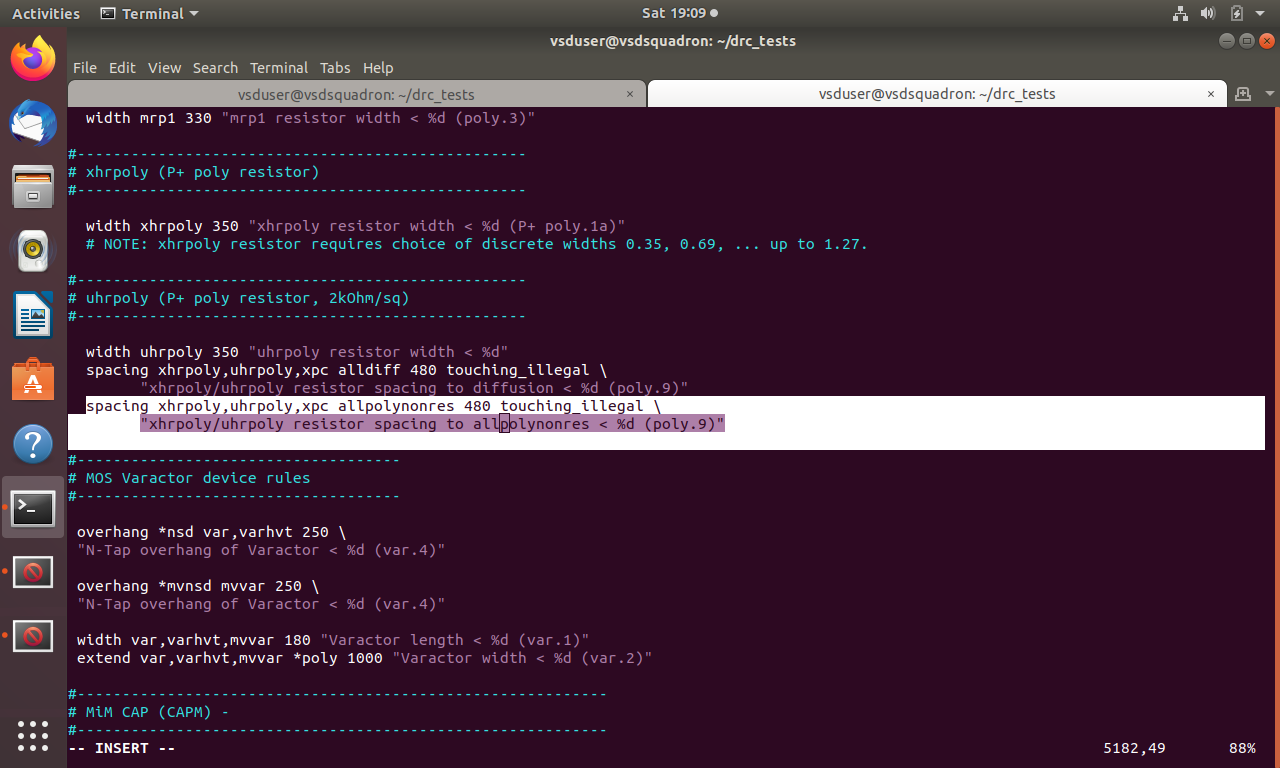 Activities Terminal Sat 19:09
vsduser@vsdsquadron: ~/drc_tests
File Edit View Search Terminal Tabs Help
vsduser@vsdsquadron: ~/drc_tests × vsduser@vsdsquadron: ~/drc_tests ×
width mrp1 330 "mrp1 resistor width < %d (poly.3)"
#--------------------------------------------------
# xhrpoly (P+ poly resistor)
#--------------------------------------------------
width xhrpoly 350 "xhrpoly resistor width < %d (P+ poly.1a)"
# NOTE: xhrpoly resistor requires choice of discrete widths 0.35, 0.69, ... up to 1.27.
#--------------------------------------------------
# uhrpoly (P+ poly resistor, 2kOhm/sq)
#--------------------------------------------------
width uhrpoly 350 "uhrpoly resistor width < %d"
spacing xhrpoly,uhrpoly,xpc alldiff 480 touching_illegal \
"xhrpoly/uhrpoly resistor spacing to diffusion < %d (poly.9)"
spacing xhrpoly,uhrpoly,xpc allpolynonres 480 touching_illegal \
"xhrpoly/uhrpoly resistor spacing to allpolynonres < %d (poly.9)"
#------------------------------------
# MOS Varactor device rules
#------------------------------------
overhang *nsd var,varhvt 250 \
"N-Tap overhang of Varactor < %d (var.4)"
overhang *mvnsd mvvar 250 \
"N-Tap overhang of Varactor < %d (var.4)"
width var,varhvt,mvvar 180 "Varactor length < %d (var.1)"
extend var,varhvt,mvvar *poly 1000 "Varactor width < %d (var.2)"
#-----------------------------------------------------------
# MiM CAP (CAPM) -
#-----------------------------------------------------------
-- INSERT -- 5182,49 88%